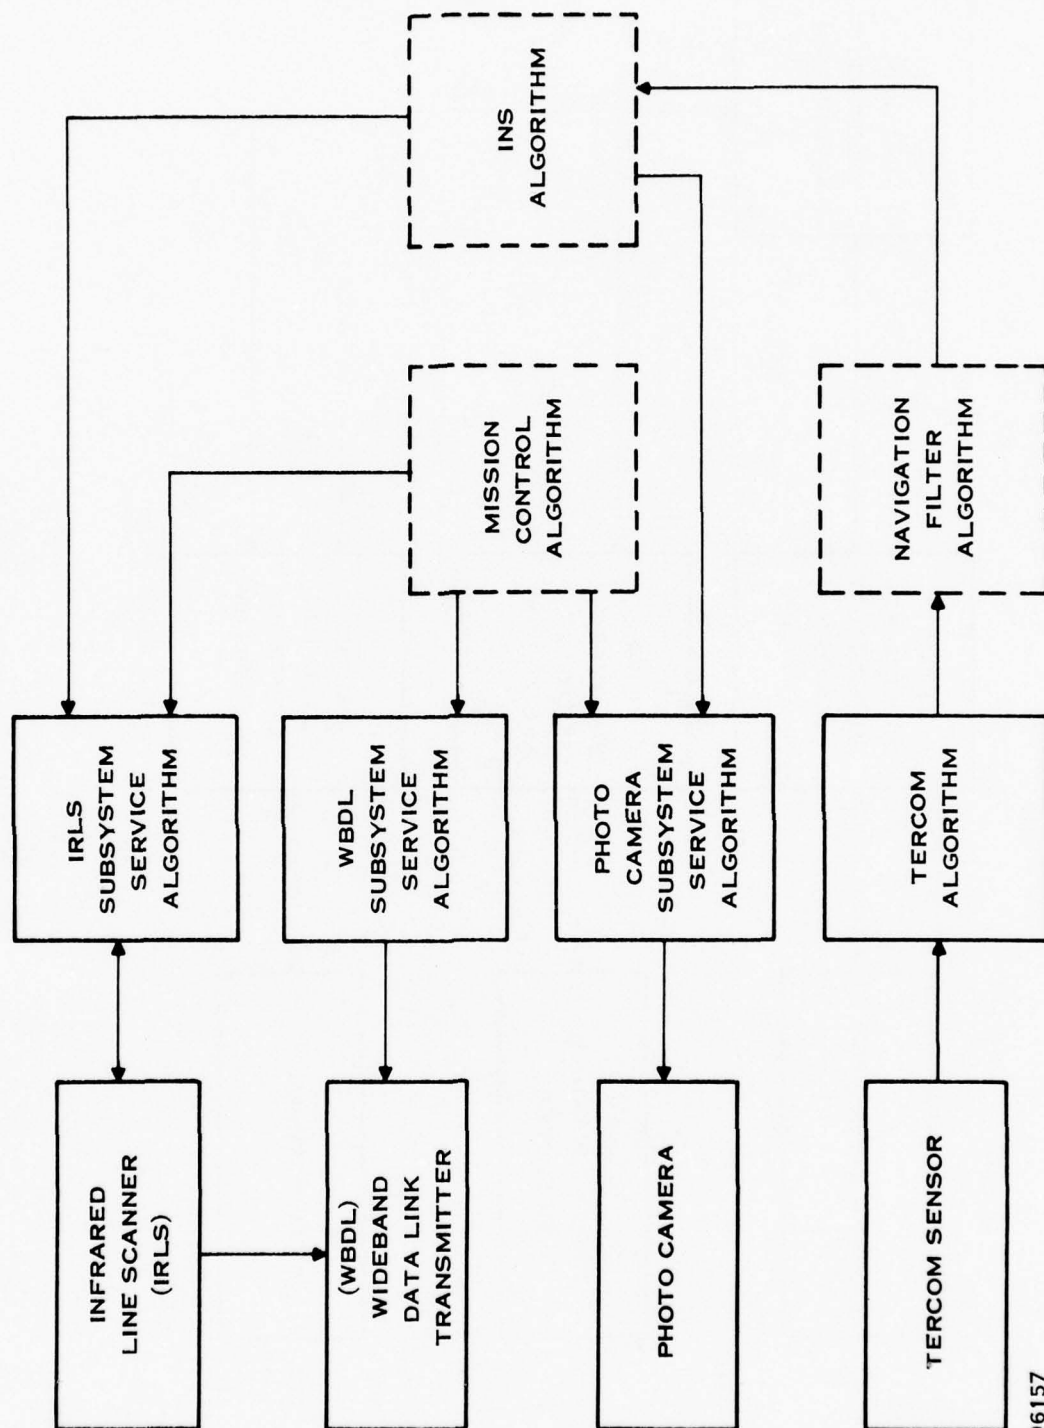 INFRARED
LINE SCANNER
(IRLS)
IRLS
SUBSYSTEM
SERVICE
ALGORITHM
(WBDL)
WIDEBAND
DATA LINK
TRANSMITTER
WBDL
SUBSYSTEM
SERVICE
ALGORITHM
MISSION
CONTROL
ALGORITHM
INS
ALGORITHM
PHOTO CAMERA
PHOTO
CAMERA
SUBSYSTEM
SERVICE
ALGORITHM
TERCOM SENSOR
TERCOM
ALGORITHM
NAVIGATION
FILTER
ALGORITHM